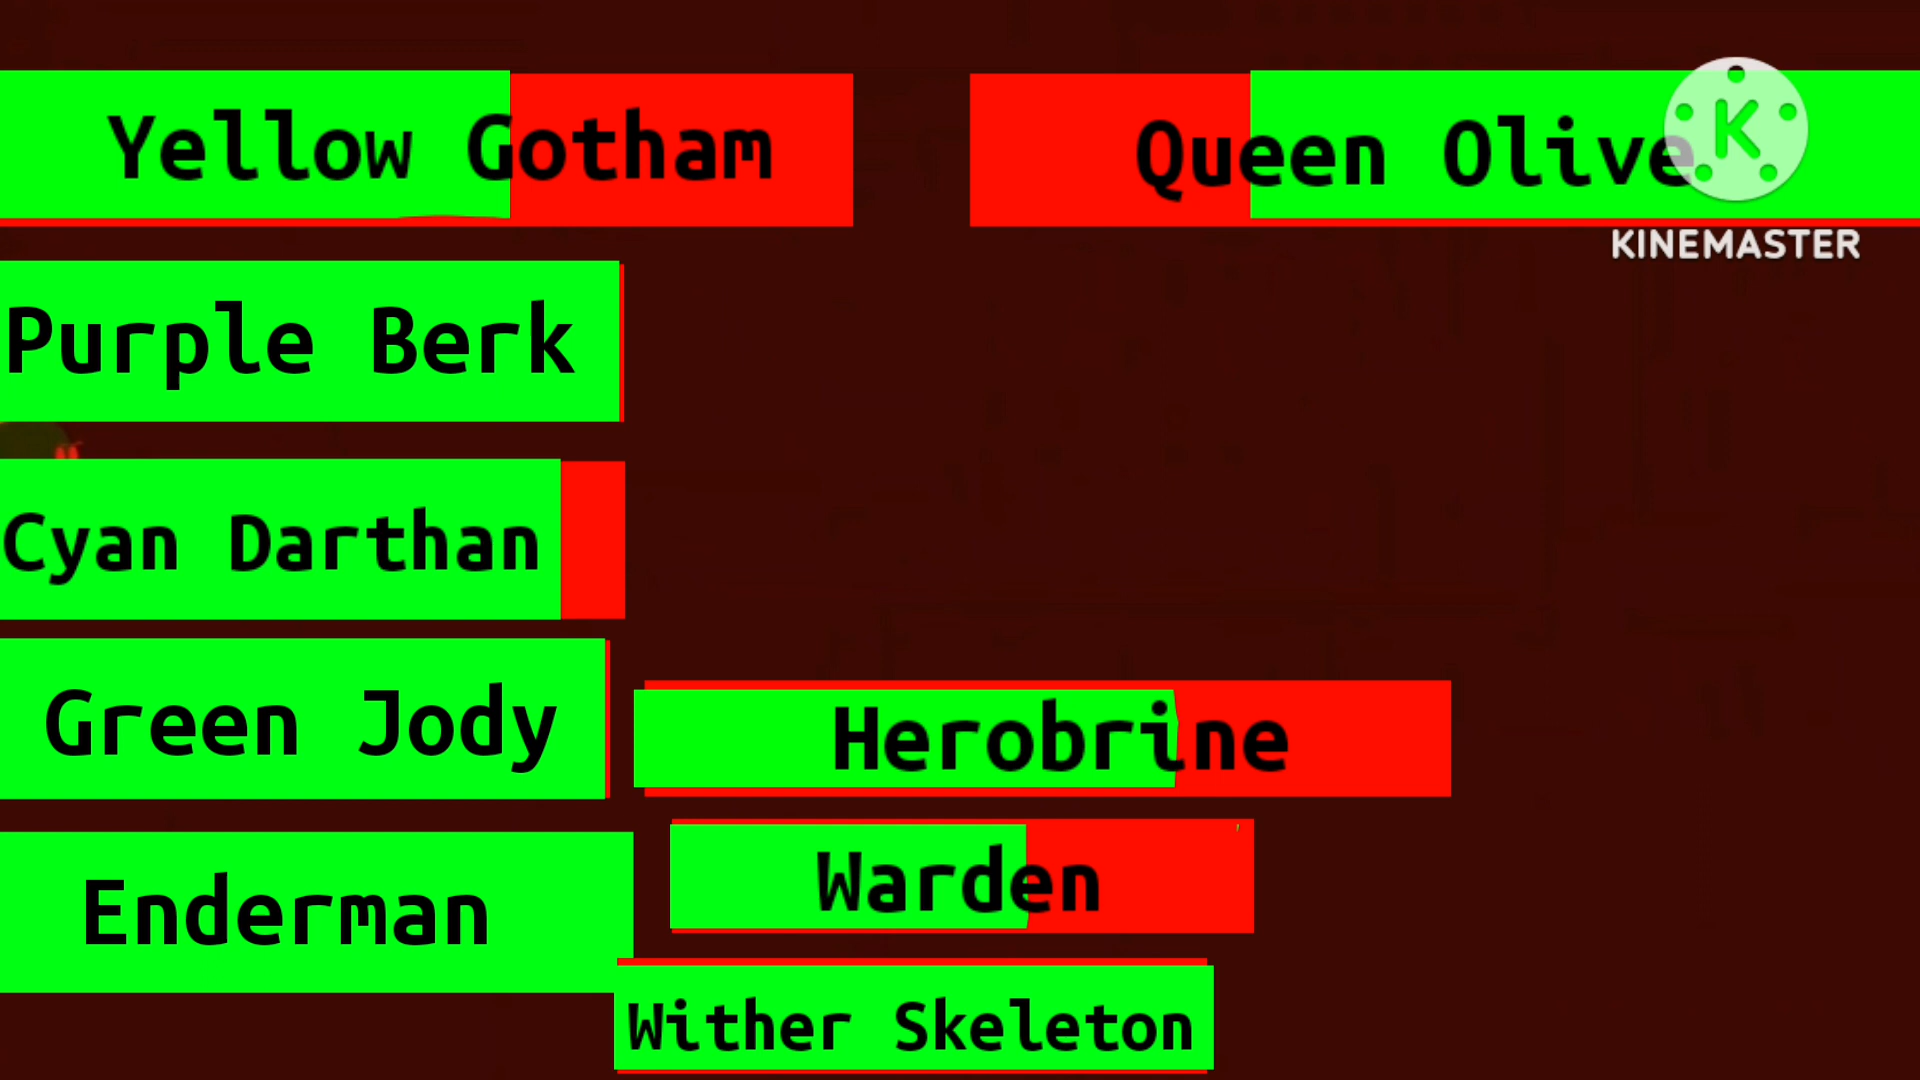 Yellow Gotham
Queen Olive
K
KINEMASTER
Purple Berk
Cyan Darthan
Green Jody
Herobrine
Enderman
Warden
Wither Skeleton